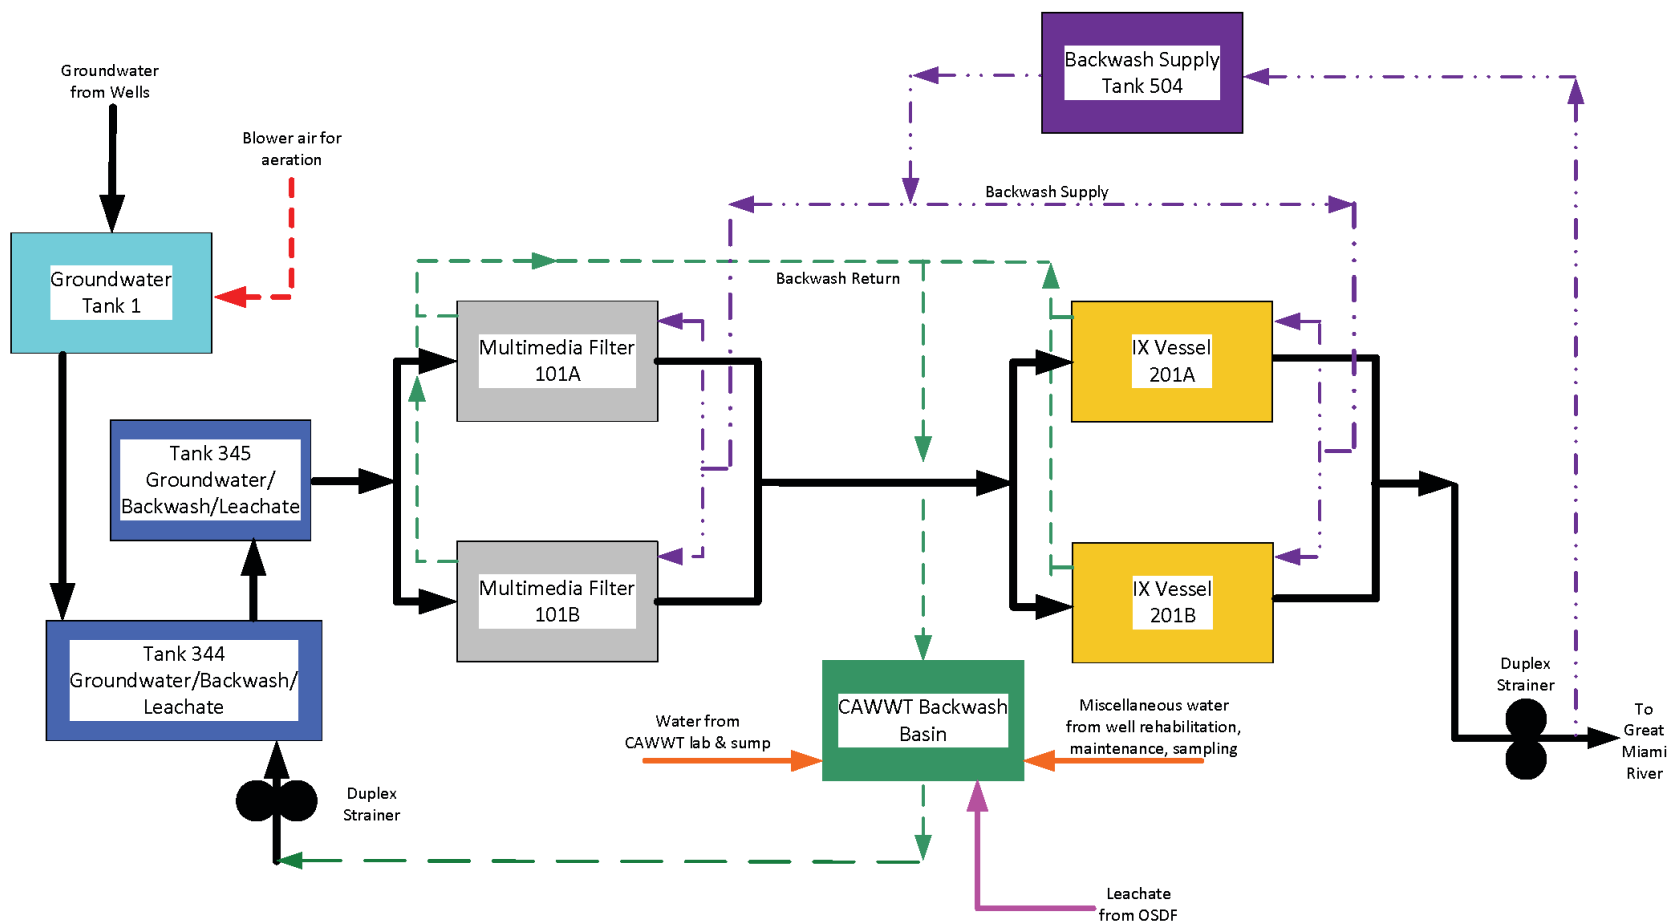 Backwash Supply
Tank 504
Groundwater
from Wells
Blower air for
aeration
Backwash Supply
Groundwater
Tank 1
Backwash Return
Multimedia Filter
101A
IX Vessel
201A
Tank 345
Groundwater/
Backwash/Leachate
Multimedia Filter
101B
IX Vessel
201B
Tank 344
Groundwater/Backwash/
Leachate
Duplex
Strainer
CAWWT Backwash
Basin
Water from
CAWWT lab & sump
Miscellaneous water
from well rehabilitation,
maintenance, sampling
To
Great
Miami
River
Duplex
Strainer
Leachate
from OSDF